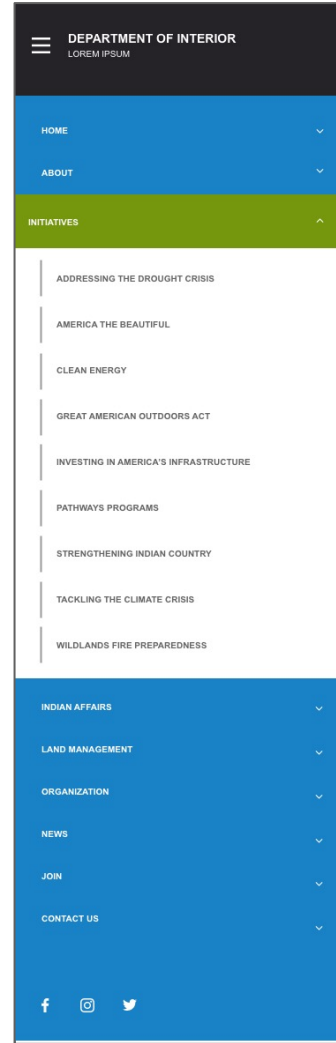 DEPARTMENT OF INTERIOR
LOREM IPSUM
HOME
ABOUT
INITIATIVES
ADDRESSING THE DROUGHT CRISIS
AMERICA THE BEAUTIFUL
CLEAN ENERGY
GREAT AMERICAN OUTDOORS ACT
INVESTING IN AMERICA'S INFRASTRUCTURE
PATHWAYS PROGRAMS
STRENGTHENING INDIAN COUNTRY
TACKLING THE CLIMATE CRISIS
WILDLANDS FIRE PREPAREDNESS
INDIAN AFFAIRS
LAND MANAGEMENT
ORGANIZATION
NEWS
JOIN
CONTACT US